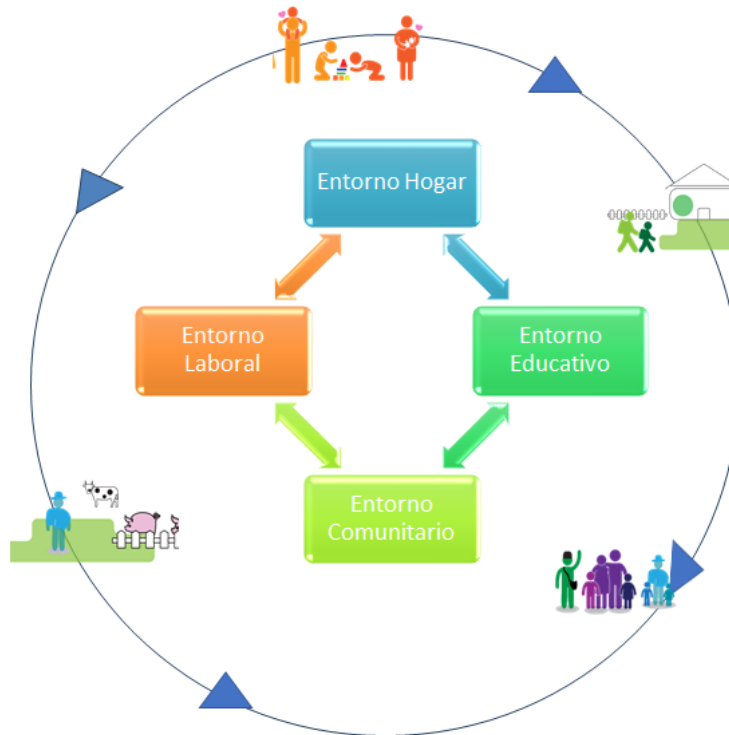 Entorno Hogar
Entorno
Laboral
Entorno
Educativo
Entorno
Comunitario